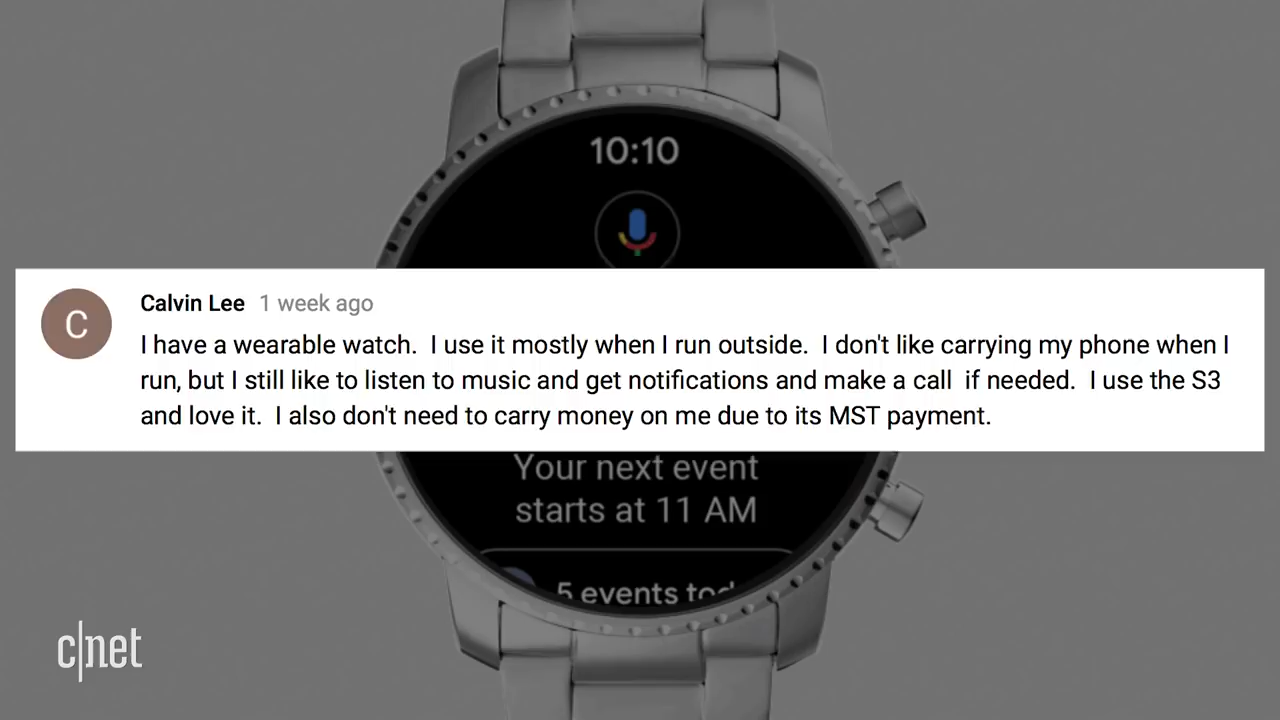 10:10
C
Calvin Lee 1 week ago
I have a wearable watch. I use it mostly when I run outside. I don't like carrying my phone when I
run, but I still like to listen to music and get notifications and make a call if needed. I use the S3
and love it. I also don't need to carry money on me due to its MST payment.
Your next event
starts at 11 AM
5 events
c|net